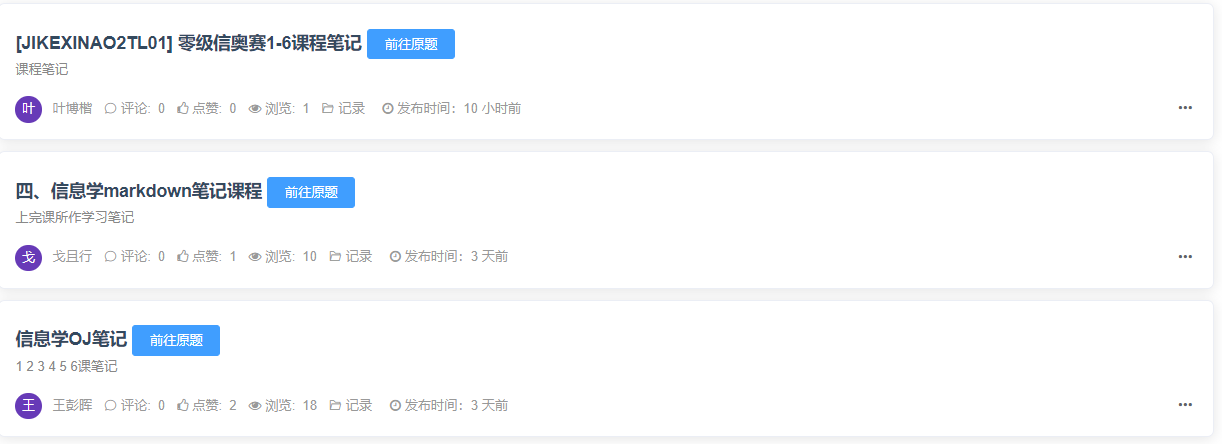 [JIKEXINAO2TL01] 零级信奥赛1-6课程笔记 前往原题
课程笔记
叶 叶博楷 评论: 0 点赞: 0 浏览: 1 记录 发布时间: 10 小时前
四、信息学markdown笔记课程 前往原题
上完课所作学习笔记
戈 戈且行 评论: 0 点赞: 1 浏览: 10 记录 发布时间: 3 天前
信息学OJ笔记 前往原题
1 2 3 4 5 6课笔记
王 王彭晖 评论: 0 点赞: 2 浏览: 18 记录 发布时间: 3 天前